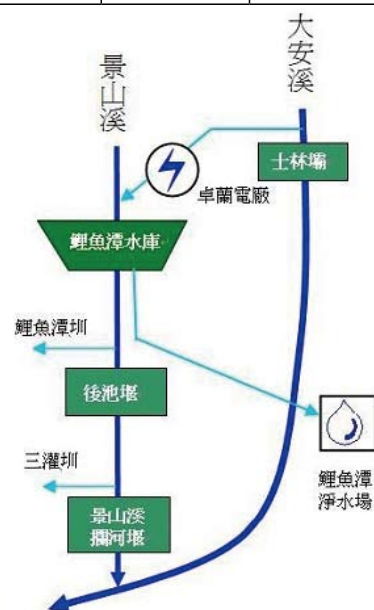 大安溪
景山溪
士林壩
卓蘭電廠
鯉魚潭水庫
鯉魚潭圳
後池堰
三灌圳
鯉魚潭
淨水場
景山溪
攔河堰